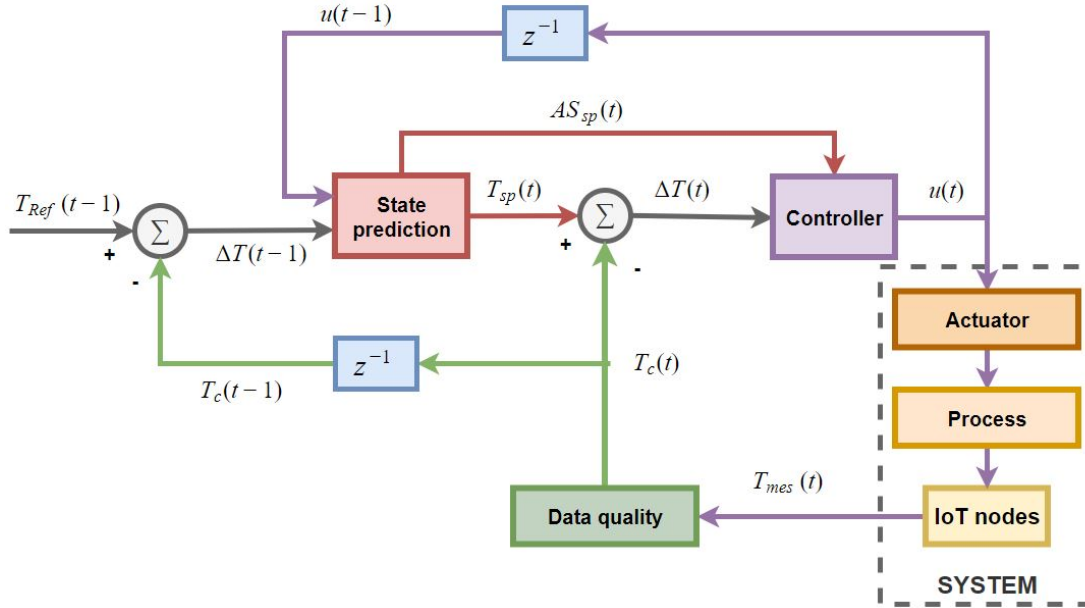 u(t−1)
z⁻¹
AS_sp(t)
T_Ref (t−1)
Σ
+
-
ΔT(t−1)
State
prediction
T_sp(t)
Σ
+
-
ΔT(t)
Controller
u(t)
Actuator
z⁻¹
T_c(t−1)
T_c(t)
Process
T_mes (t)
Data quality
IoT nodes
SYSTEM